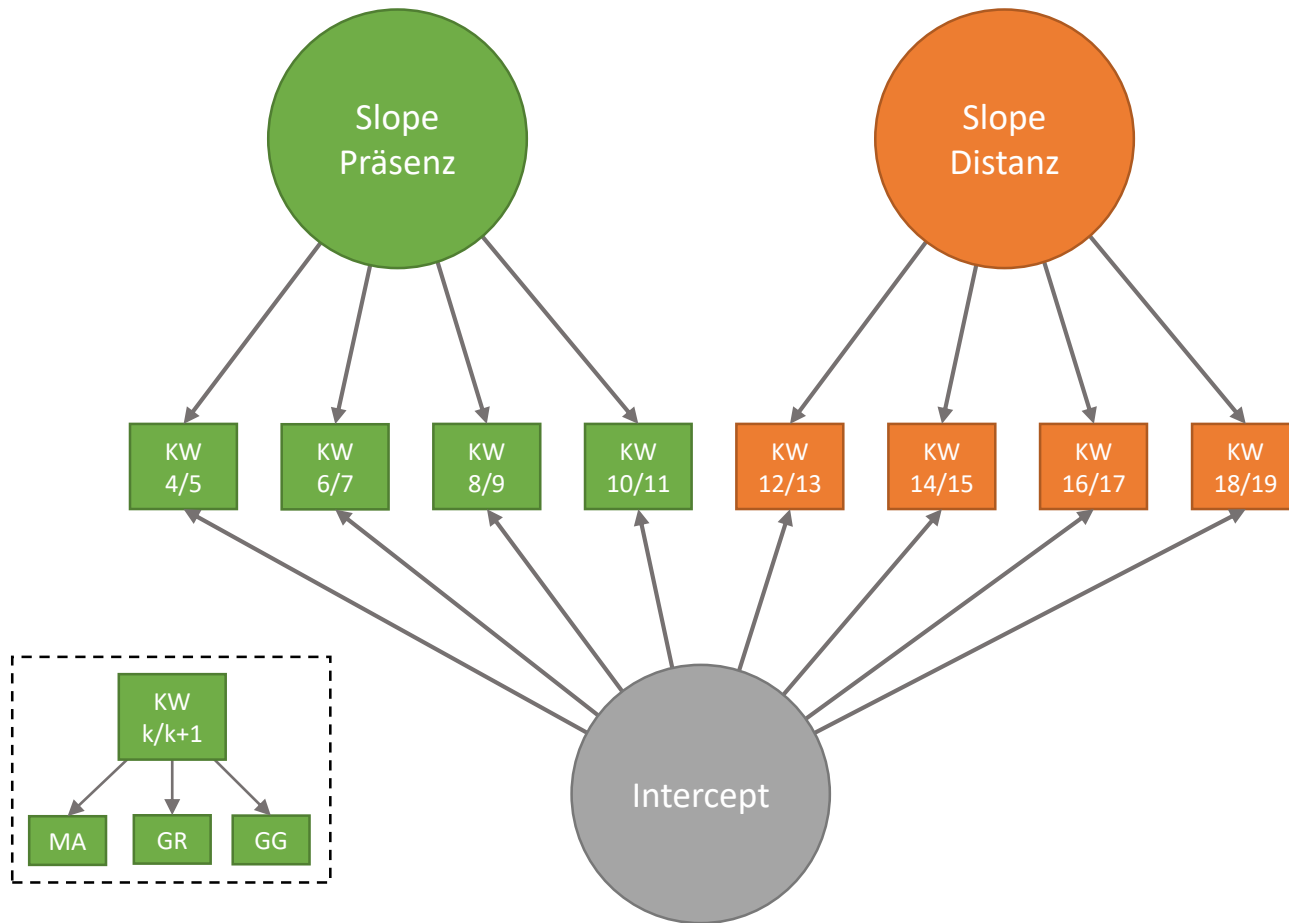 Slope
Präsenz
Slope
Distanz
KW
4/5
KW
6/7
KW
8/9
KW
10/11
KW
12/13
KW
14/15
KW
16/17
KW
18/19
KW
k/k+1
MA
GR
GG
Intercept